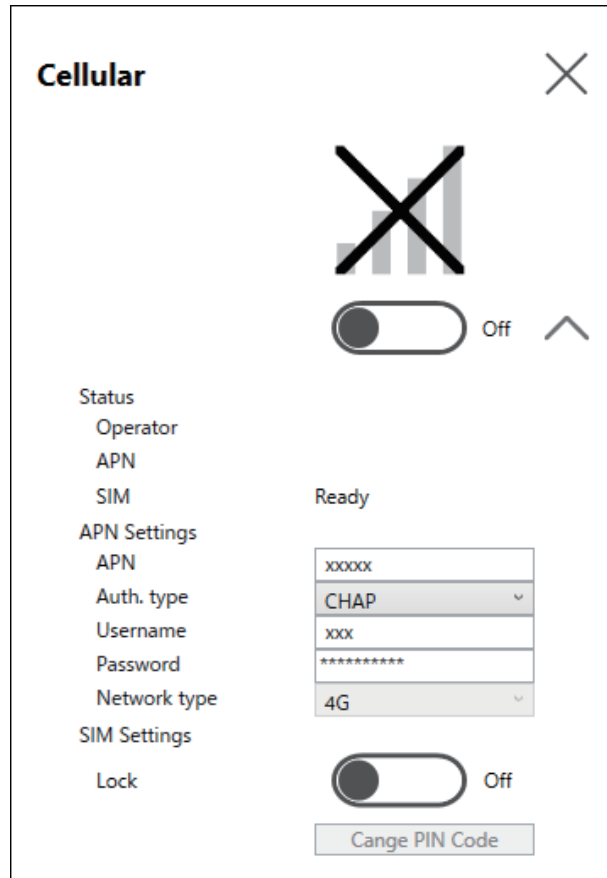 Cellular
Off
Status
Operator
APN
SIM Ready
APN Settings
APN xxxxx
Auth. type CHAP
Username xxx
Password **********
Network type 4G
SIM Settings
Lock Off
Cange PIN Code